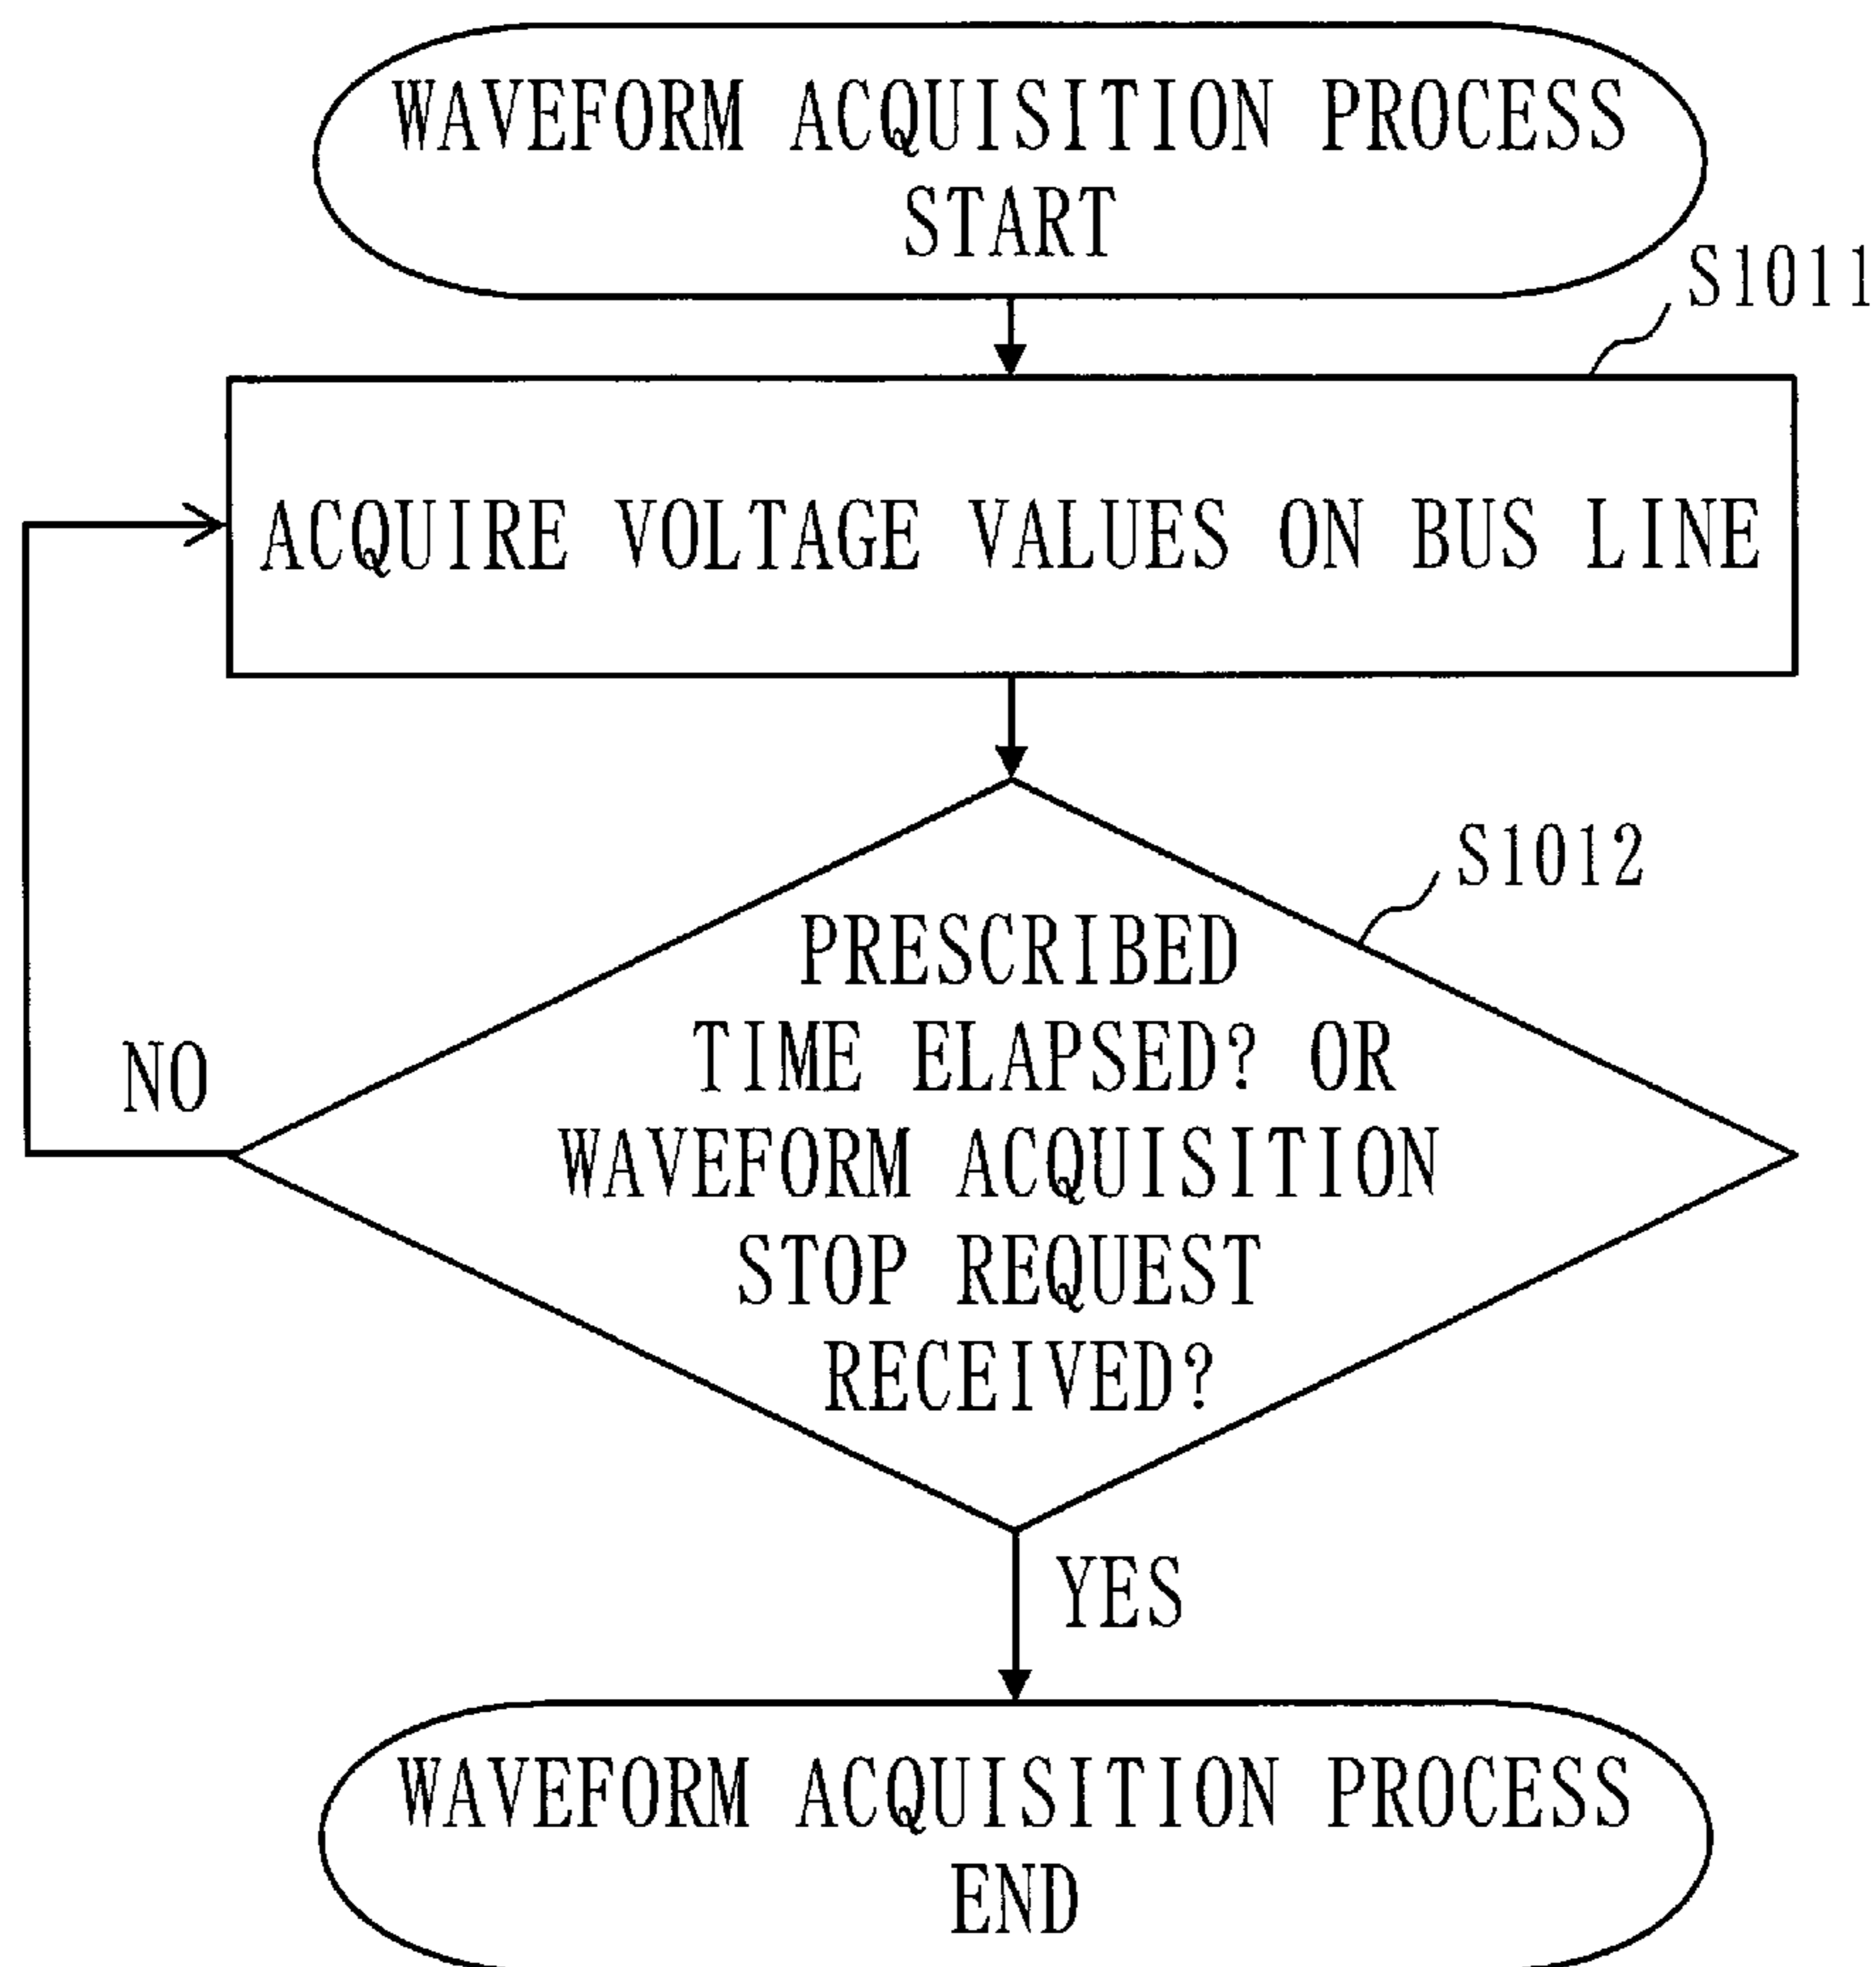 WAVEFORM ACQUISITION PROCESS
START
S1011
ACQUIRE VOLTAGE VALUES ON BUS LINE
S1012
PRESCRIBED
TIME ELAPSED? OR
WAVEFORM ACQUISITION
STOP REQUEST
RECEIVED?
NO
YES
WAVEFORM ACQUISITION PROCESS
END